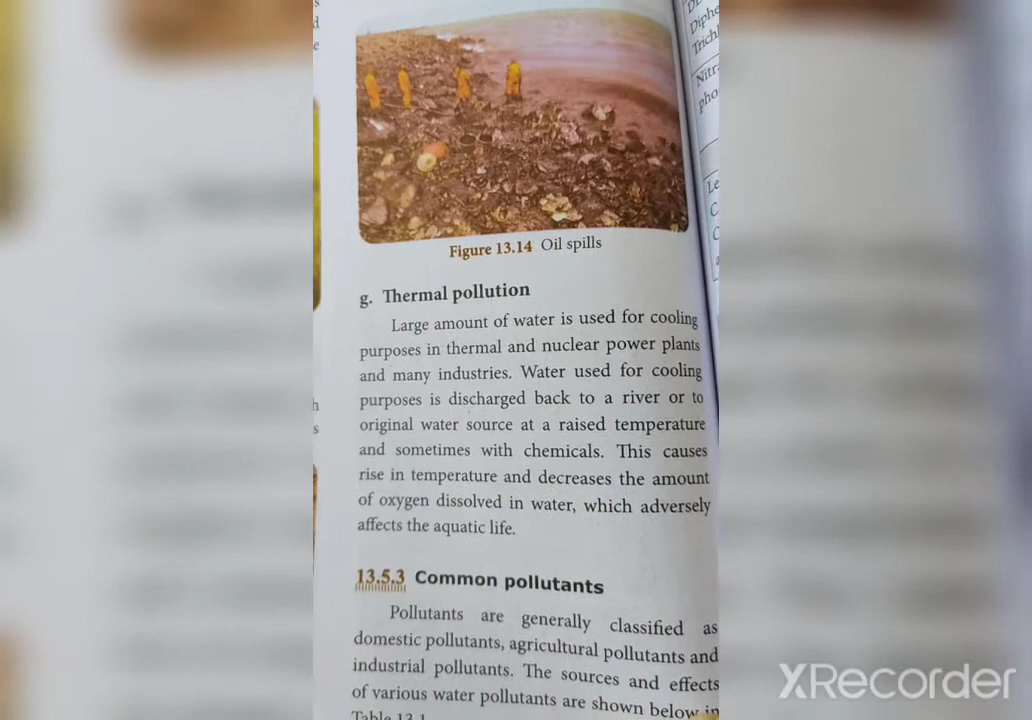 Figure 13.14 Oil spills
g. Thermal pollution
Large amount of water is used for cooling
purposes in thermal and nuclear power plants
and many industries. Water used for cooling
purposes is discharged back to a river or to
original water source at a raised temperature
and sometimes with chemicals. This causes
rise in temperature and decreases the amount
of oxygen dissolved in water, which adversely
affects the aquatic life.
13.5.3 Common pollutants
Pollutants are generally classified as
domestic pollutants, agricultural pollutants and
industrial pollutants. The sources and effects
of various water pollutants are shown below in
Table 13.1
XRecorder